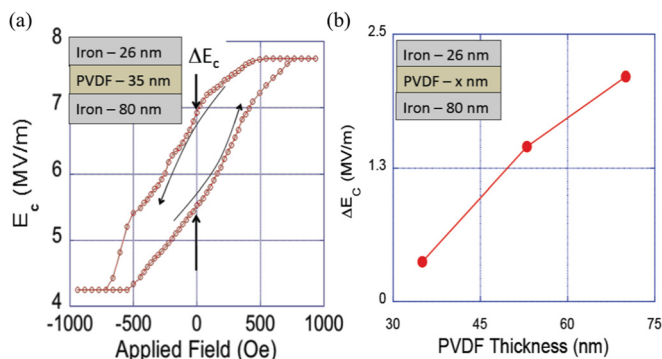 (a)
Iron – 26 nm
PVDF – 35 nm
Iron – 80 nm
ΔEc
8
7
6
5
4
Ec (MV/m)
-1000 -500 0 500 1000
Applied Field (Oe)
(b)
Iron – 26 nm
PVDF – x nm
Iron – 80 nm
2.5
1.3
0
ΔEC (MV/m)
30 45 60 75
PVDF Thickness (nm)